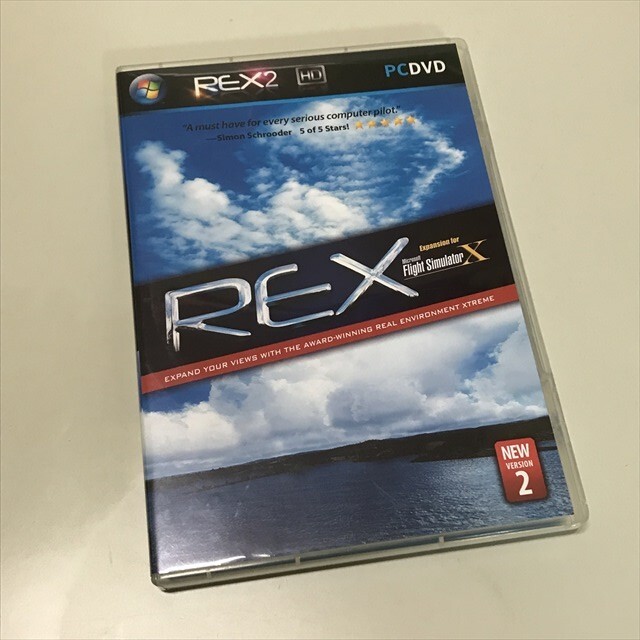 REX2 HD PCDVD
"A must have for every serious computer pilot."
—Simon Schrooder 5 of 5 Stars!
REX
Expansion for
Microsoft
Flight Simulator X
EXPAND YOUR VIEWS WITH THE AWARD-WINNING REAL ENVIRONMENT XTREME
NEW
VERSION
2